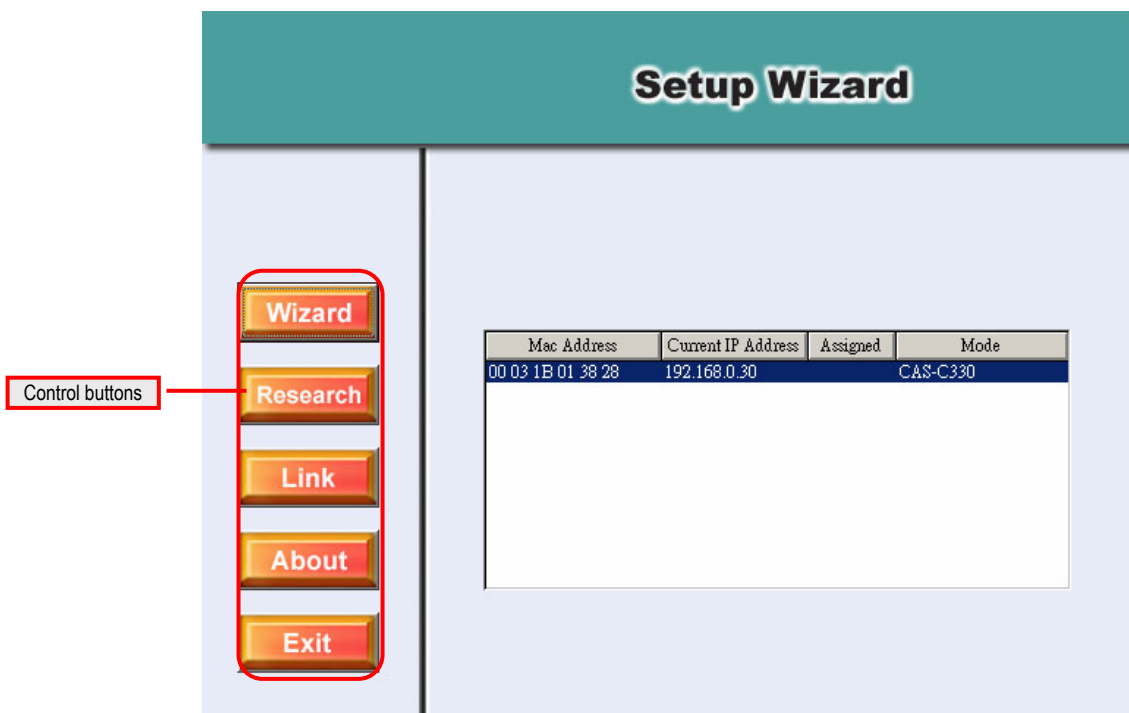 Setup Wizard
Wizard
Mac Address Current IP Address Assigned Mode
00 03 1B 01 38 28 192.168.0.30 CAS-C330
Control buttons
Research
Link
About
Exit